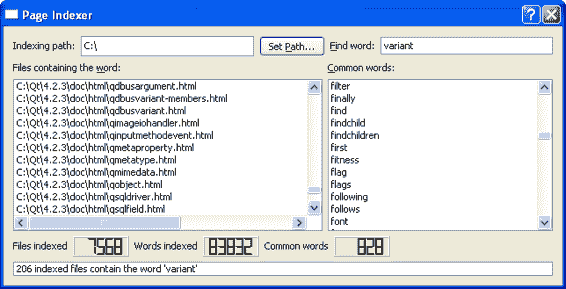 Page Indexer
Indexing path: C:\ Set Path... Find word: variant
Files containing the word: Common words:
C:\Qt\4.2.3\doc\html\qdbusargument.html
C:\Qt\4.2.3\doc\html\qdbusvariant-members.html
C:\Qt\4.2.3\doc\html\qdbusvariant.html
C:\Qt\4.2.3\doc\html\qimageiohandler.html
C:\Qt\4.2.3\doc\html\qinputmethodevent.html
C:\Qt\4.2.3\doc\html\qmetaproperty.html
C:\Qt\4.2.3\doc\html\qmetatype.html
C:\Qt\4.2.3\doc\html\qmimedata.html
C:\Qt\4.2.3\doc\html\qobject.html
C:\Qt\4.2.3\doc\html\qsqldriver.html
C:\Qt\4.2.3\doc\html\qsqlfield.html
filter
finally
find
findchild
findchildren
first
fitness
flag
flags
following
follows
font
Files indexed 7568 Words indexed 83832 Common words 828
206 indexed files contain the word 'variant'